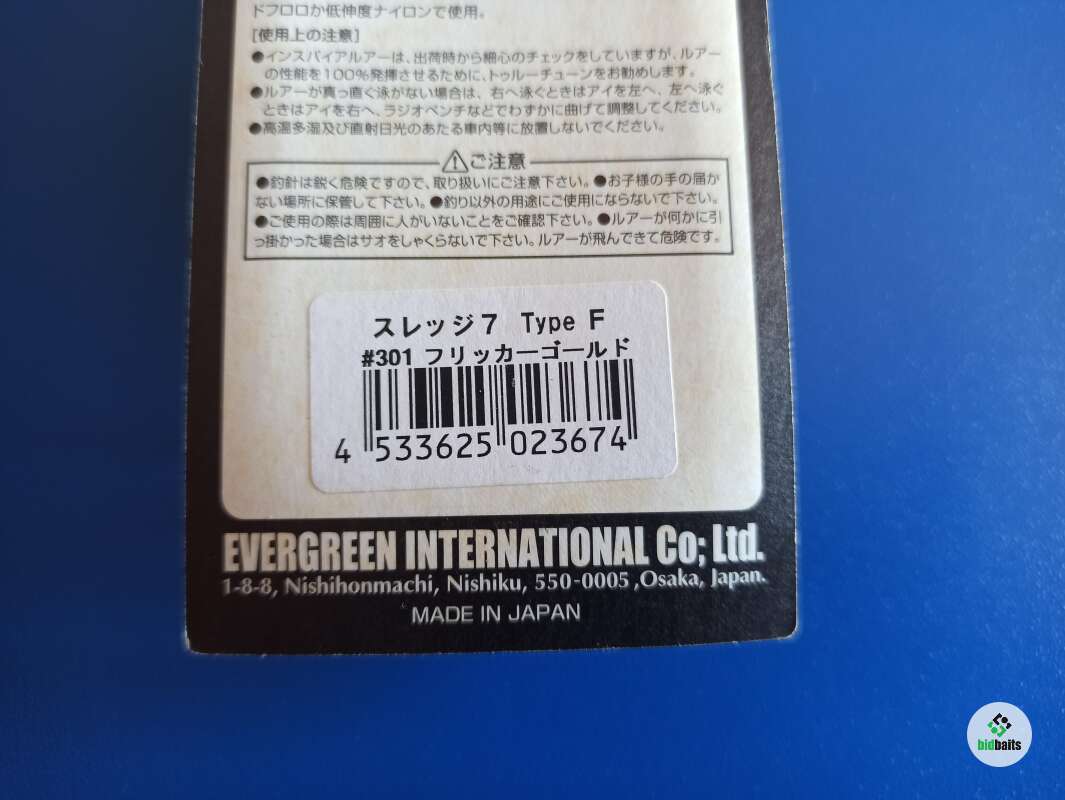 ドフロロか低伸度ナイロンで使用。
[使用上の注意]
●インスパイアルアーは、出荷時から細心のチェックをしていますが、ルアー
の性能を100%発揮させるために、トゥルーチューンをお勧めします。
●ルアーが真っ直ぐ泳がない場合は、右へ泳ぐときはアイを左へ、左へ泳ぐ
ときはアイを右へ、ラジオペンチなどでわずかに曲げて調整してください。
●高温多湿及び直射日光のあたる車内等に放置しないでください。
⚠ご注意
●釣針は鋭く危険ですので、取り扱いにご注意下さい。●お子様の手の届か
ない場所に保管して下さい。●釣り以外の用途にご使用にならないで下さい。
●ご使用の際は周囲に人がいないことをご確認下さい。●ルアーが何かに引
っ掛かった場合はサオをしゃくらないで下さい。ルアーが飛んできて危険です。
スレッジ7 Type F
#301 フリッカーゴールド
4 533625 023674
EVERGREEN INTERNATIONAL Co; Ltd.
1-8-8, Nishihonmachi, Nishiku, 550-0005 ,Osaka, Japan.
MADE IN JAPAN
bidbaits